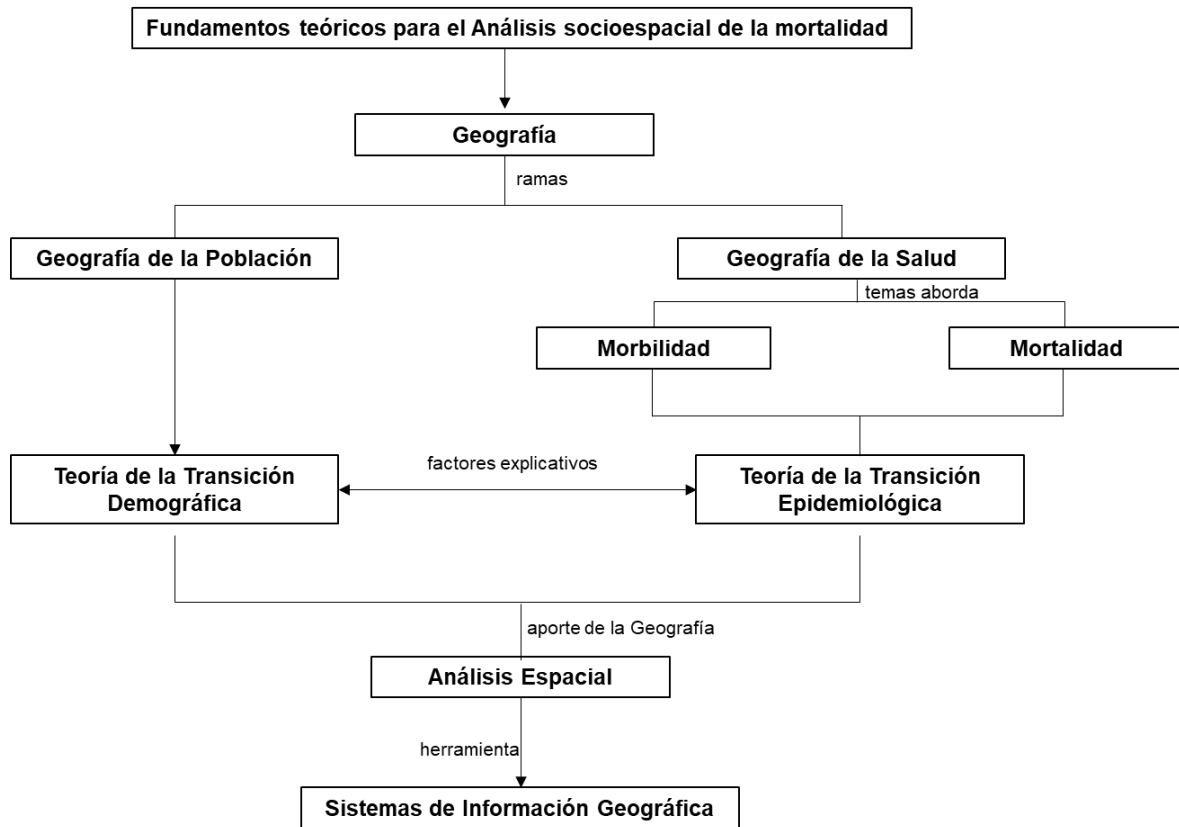 Fundamentos teóricos para el Análisis socioespacial de la mortalidad
Geografía
ramas
Geografía de la Población
Geografía de la Salud
temas aborda
Morbilidad
Mortalidad
Teoría de la Transición
Demográfica
factores explicativos
Teoría de la Transición
Epidemiológica
aporte de la Geografía
Análisis Espacial
herramienta
Sistemas de Información Geográfica